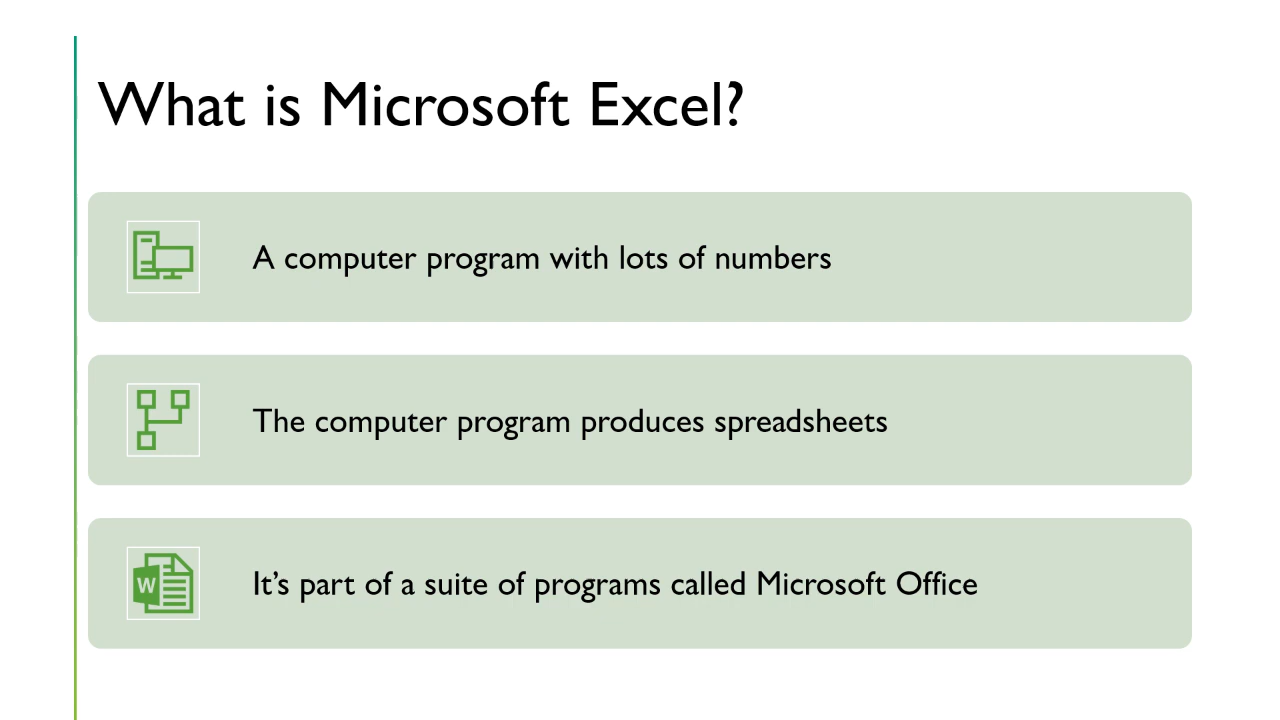 What is Microsoft Excel?
A computer program with lots of numbers
The computer program produces spreadsheets
W
It’s part of a suite of programs called Microsoft Office